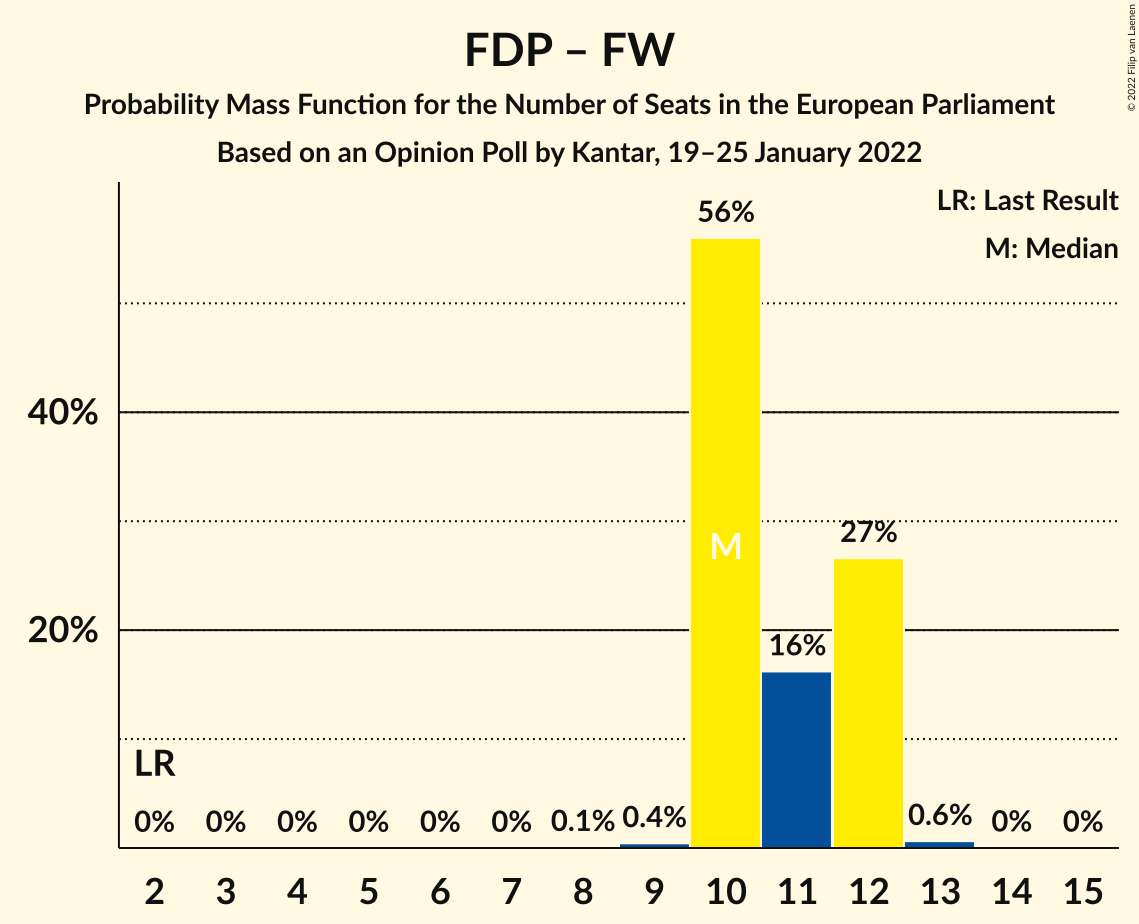 FDP – FW
Probability Mass Function for the Number of Seats in the European Parliament
Based on an Opinion Poll by Kantar, 19–25 January 2022
© 2022 Filip van Laenen
LR: Last Result
M: Median
56%
40%
M
27%
20%
16%
LR
0% 0% 0% 0% 0% 0% 0.1% 0.4% 0.6% 0% 0%
2 3 4 5 6 7 8 9 10 11 12 13 14 15